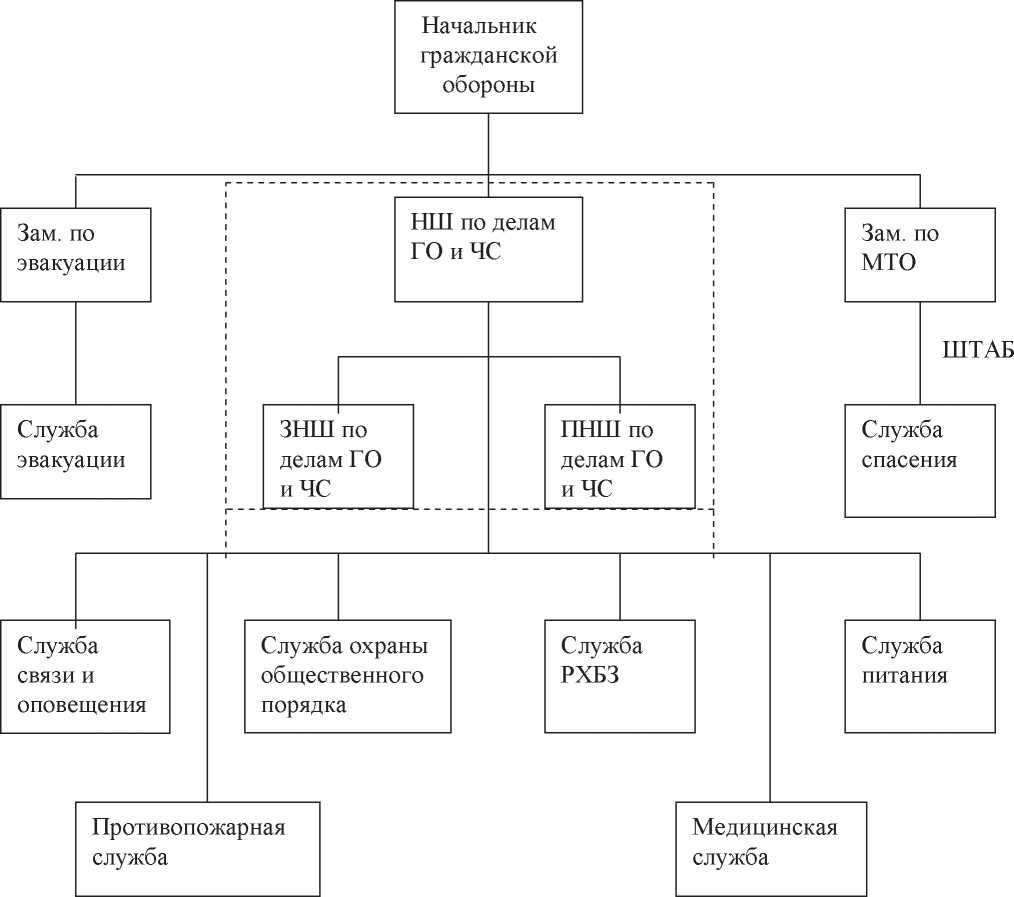 Начальник
гражданской
обороны
Зам. по
эвакуации
НШ по делам
ГО и ЧС
Зам. по
МТО
ШТАБ
Служба
эвакуации
ЗНШ по
делам ГО
и ЧС
ПНШ по
делам ГО
и ЧС
Служба
спасения
Служба
связи и
оповещения
Служба охраны
общественного
порядка
Служба
РХБЗ
Служба
питания
Противопожарная
служба
Медицинская
служба